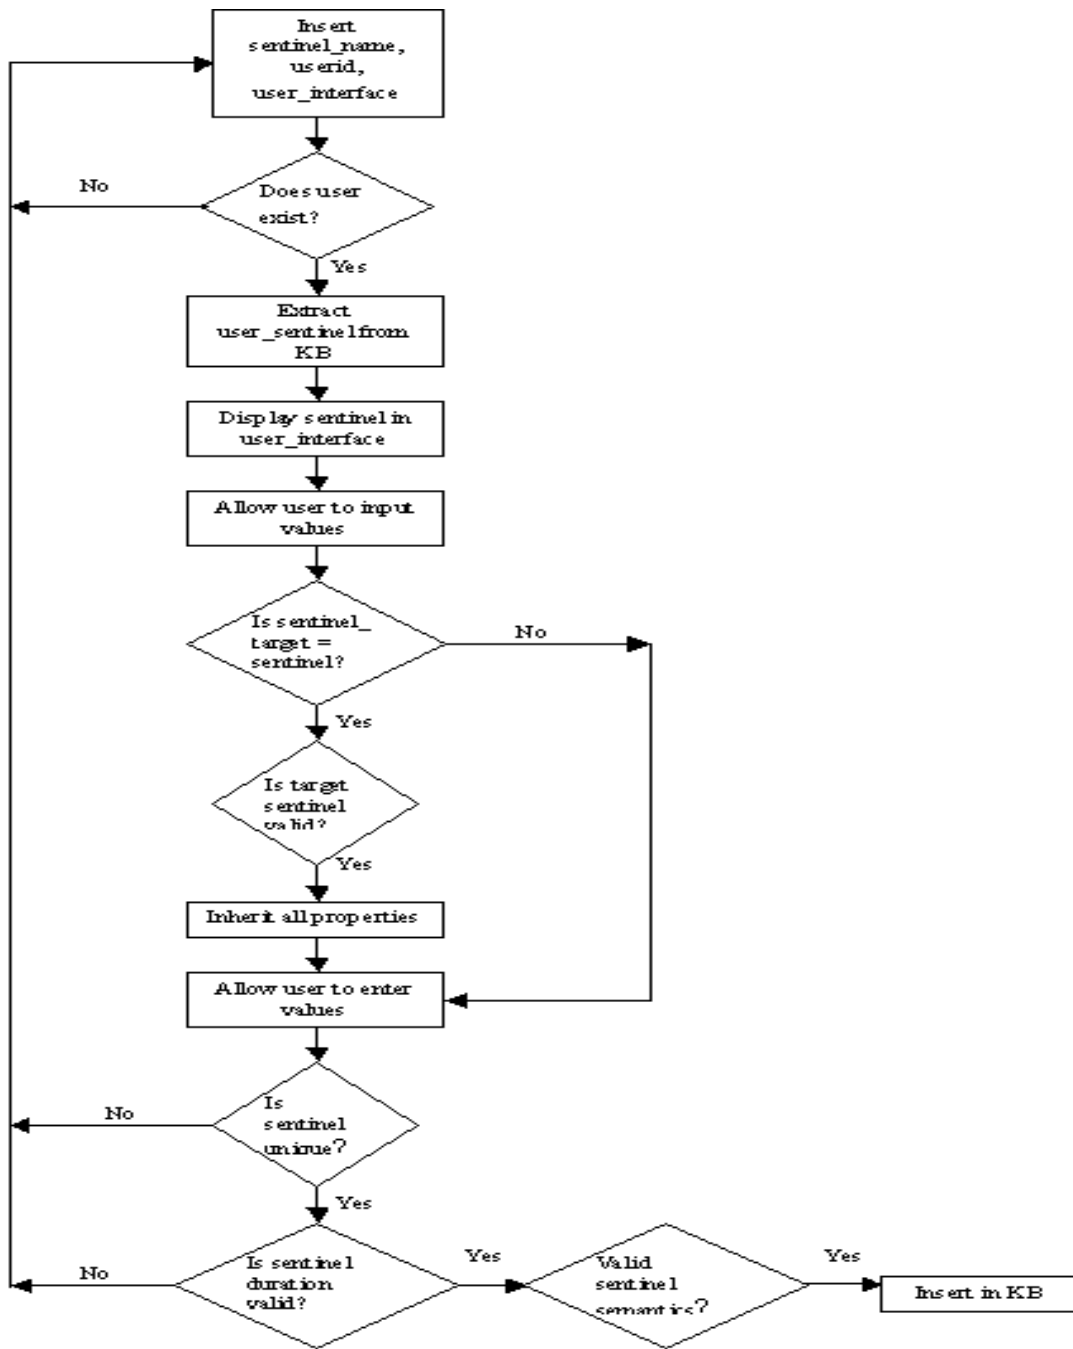 Insert
sentinel_name,
userid,
user_interface
No
Does user
exist?
Yes
Extract
user_sentinel from
KB
Display sentinel in
user_interface
Allow user to input
values
Is sentinel_
target =
sentinel?
No
Yes
Is target
sentinel
valid?
Yes
Inherit all properties
Allow user to enter
values
No
Is
sentinel
unique?
Yes
No
Is sentinel
duration
valid?
Yes
Valid
sentinel
semantics?
Yes
Insert in KB